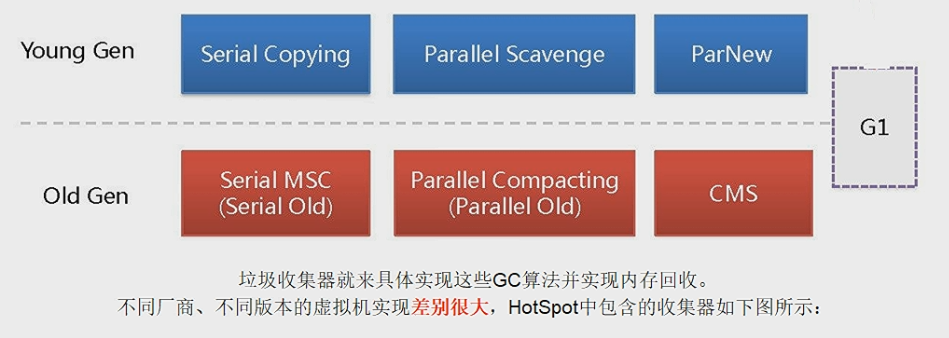 Young Gen
Serial Copying
Parallel Scavenge
ParNew
G1
Old Gen
Serial MSC
(Serial Old)
Parallel Compacting
(Parallel Old)
CMS
垃圾收集器就来具体实现这些GC算法并实现内存回收。
不同厂商、不同版本的虚拟机实现差别很大，HotSpot中包含的收集器如下图所示：